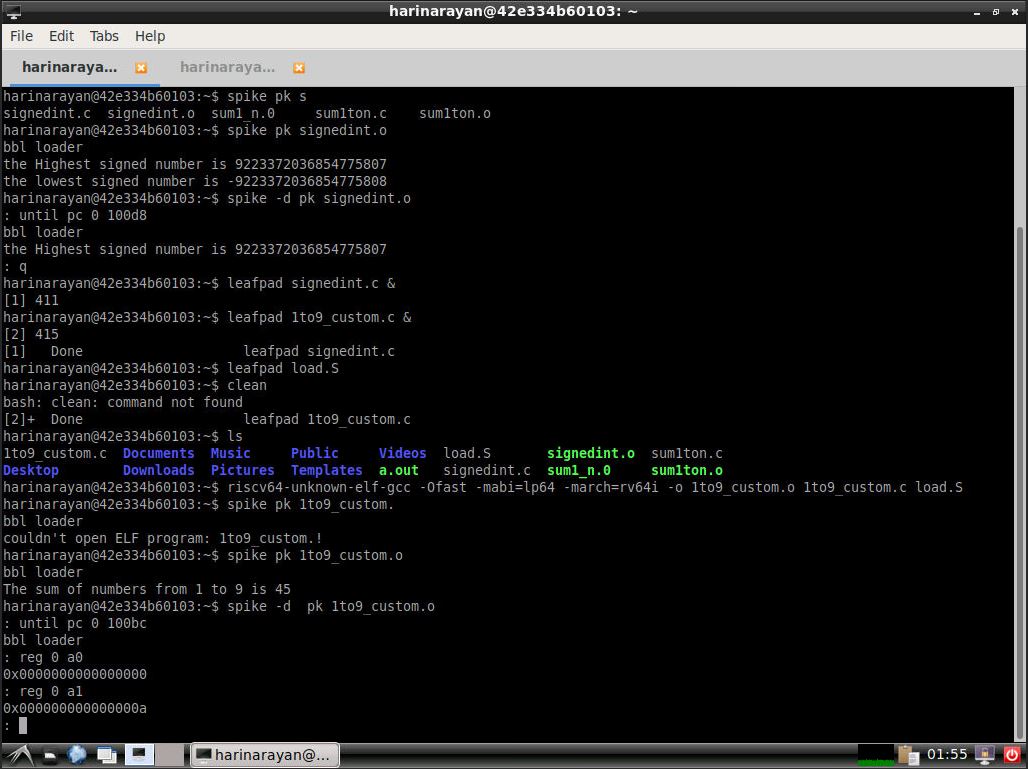 harinarayan@42e334b60103: ~
File Edit Tabs Help
harinaraya... harinaraya...
harinarayan@42e334b60103:~$ spike pk s
signedint.c  signedint.o  sum1_n.0     sum1ton.c    sum1ton.o
harinarayan@42e334b60103:~$ spike pk signedint.o
bbl loader
the Highest signed number is 9223372036854775807
the lowest signed number is -9223372036854775808
harinarayan@42e334b60103:~$ spike -d pk signedint.o
: until pc 0 100d8
bbl loader
the Highest signed number is 9223372036854775807
: q
harinarayan@42e334b60103:~$ leafpad signedint.c &
[1] 411
harinarayan@42e334b60103:~$ leafpad 1to9_custom.c &
[2] 415
[1]   Done                    leafpad signedint.c
harinarayan@42e334b60103:~$ leafpad load.S
harinarayan@42e334b60103:~$ clean
bash: clean: command not found
[2]+  Done                    leafpad 1to9_custom.c
harinarayan@42e334b60103:~$ ls
1to9_custom.c  Documents  Music     Public     Videos  load.S       signedint.o  sum1ton.c
Desktop        Downloads  Pictures  Templates  a.out   signedint.c  sum1_n.0     sum1ton.o
harinarayan@42e334b60103:~$ riscv64-unknown-elf-gcc -Ofast -mabi=lp64 -march=rv64i -o 1to9_custom.o 1to9_custom.c load.S
harinarayan@42e334b60103:~$ spike pk 1to9_custom.
bbl loader
couldn't open ELF program: 1to9_custom.!
harinarayan@42e334b60103:~$ spike pk 1to9_custom.o
bbl loader
The sum of numbers from 1 to 9 is 45
harinarayan@42e334b60103:~$ spike -d  pk 1to9_custom.o
: until pc 0 100bc
bbl loader
: reg 0 a0
0x0000000000000000
: reg 0 a1
0x000000000000000a
:
harinarayan@... 01:55